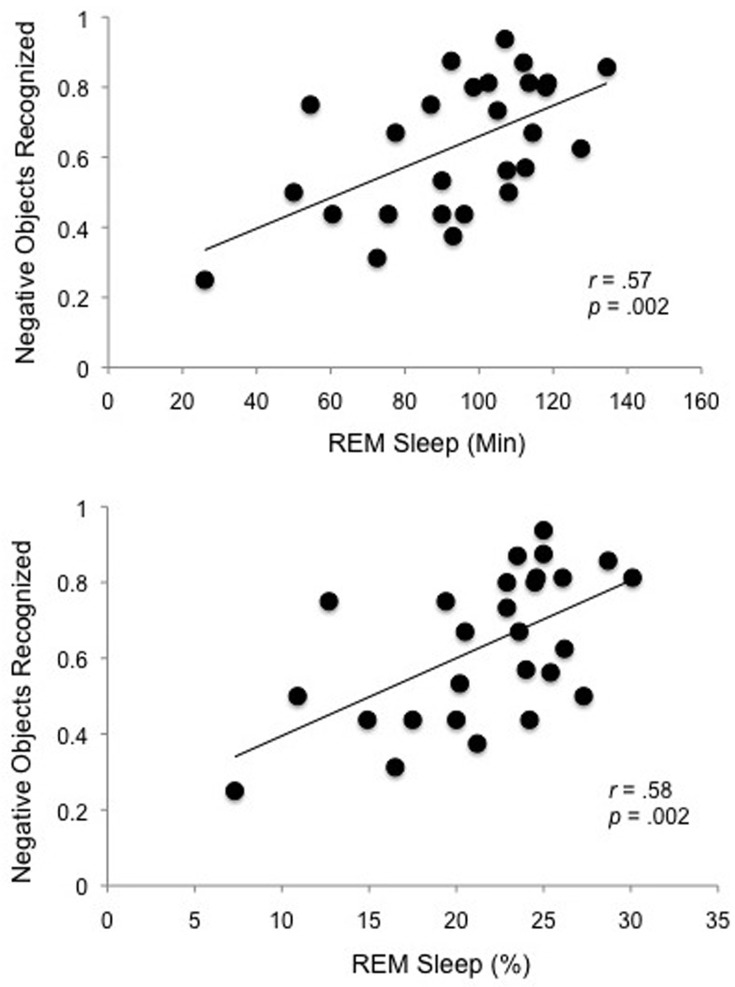 Negative Objects Recognized
1
0.8
0.6
0.4
0.2
0
r = .57
p = .002
0 20 40 60 80 100 120 140 160
REM Sleep (Min)
Negative Objects Recognized
1
0.8
0.6
0.4
0.2
0
r = .58
p = .002
0 5 10 15 20 25 30 35
REM Sleep (%)